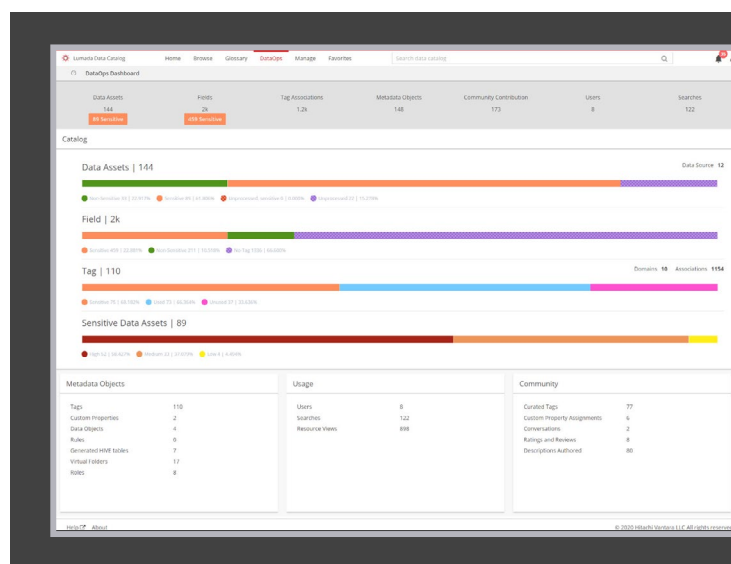 Lumada Data Catalog Home Browse Glossary DataOps Manage Favorites Search data catalog
DataOps Dashboard
Data Assets Fields Tag Associations Metadata Objects Community Contribution Users Searches
144 2k 1.2k 148 173 8 122
89 Sensitive 459 Sensitive
Catalog
Data Assets | 144 Data Source 12
Field | 2k
Tag | 110 Domains 10 Associations 1154
Sensitive Data Assets | 89
Metadata Objects Usage Community
Tags 110 Users 8 Curated Tags 77
Custom Properties 2 Searches 122 Custom Property Assignments 6
Data Objects 4 Resource Views 898 Conversations 2
Rules Ratings and Reviews 8
Generated HIVE tables 7 Descriptions Authored 80
Virtual Folders 17
Roles 8
Help About © 2020 Hitachi Vantara LLC All rights reserved